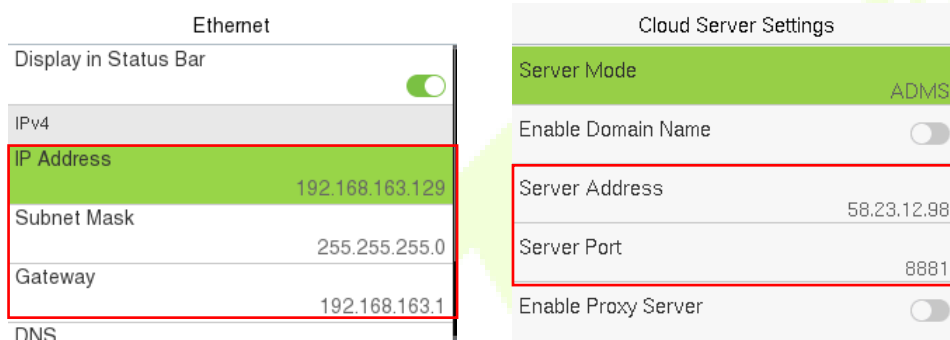 Ethernet
Display in Status Bar
IPv4
IP Address
192.168.163.129
Subnet Mask
255.255.255.0
Gateway
192.168.163.1
DNS
Cloud Server Settings
Server Mode
ADMS
Enable Domain Name
Server Address
58.23.12.98
Server Port
8881
Enable Proxy Server